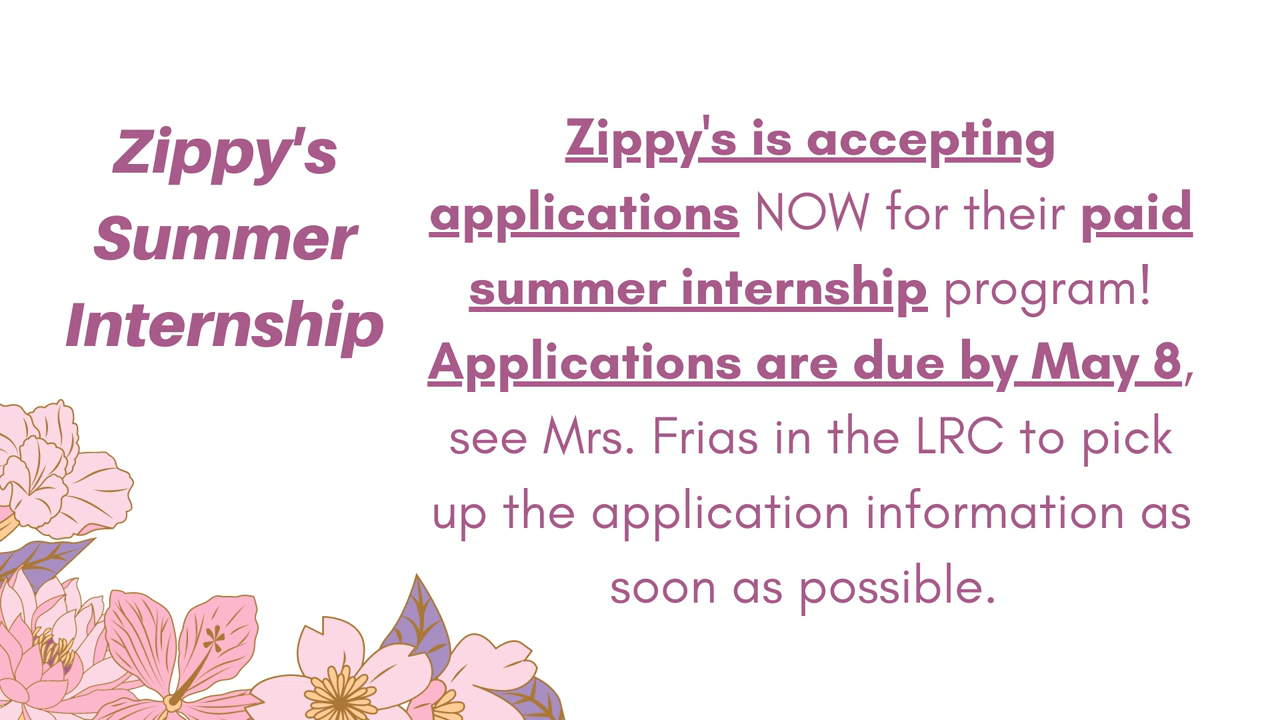 Zippy's
Summer
Internship
Zippy's is accepting
applications NOW for their paid
summer internship program!
Applications are due by May 8,
see Mrs. Frias in the LRC to pick
up the application information as
soon as possible.